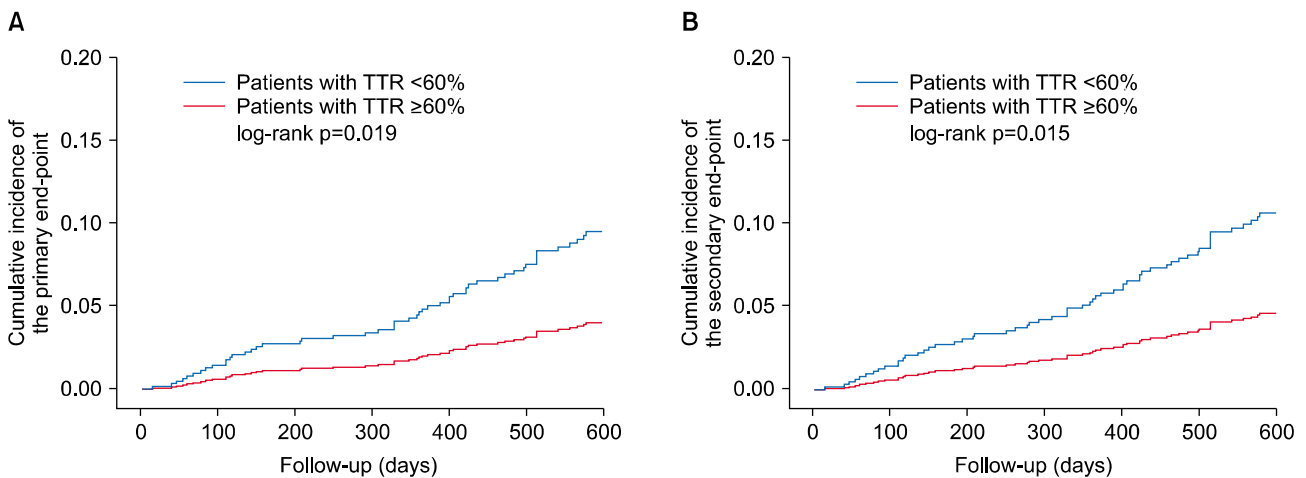 A
Cumulative incidence of
the primary end-point
0.20
0.15
0.10
0.05
0.00
Patients with TTR <60%
Patients with TTR ≥60%
log-rank p=0.019
0 100 200 300 400 500 600
Follow-up (days)
B
Cumulative incidence of
the secondary end-point
0.20
0.15
0.10
0.05
0.00
Patients with TTR <60%
Patients with TTR ≥60%
log-rank p=0.015
0 100 200 300 400 500 600
Follow-up (days)